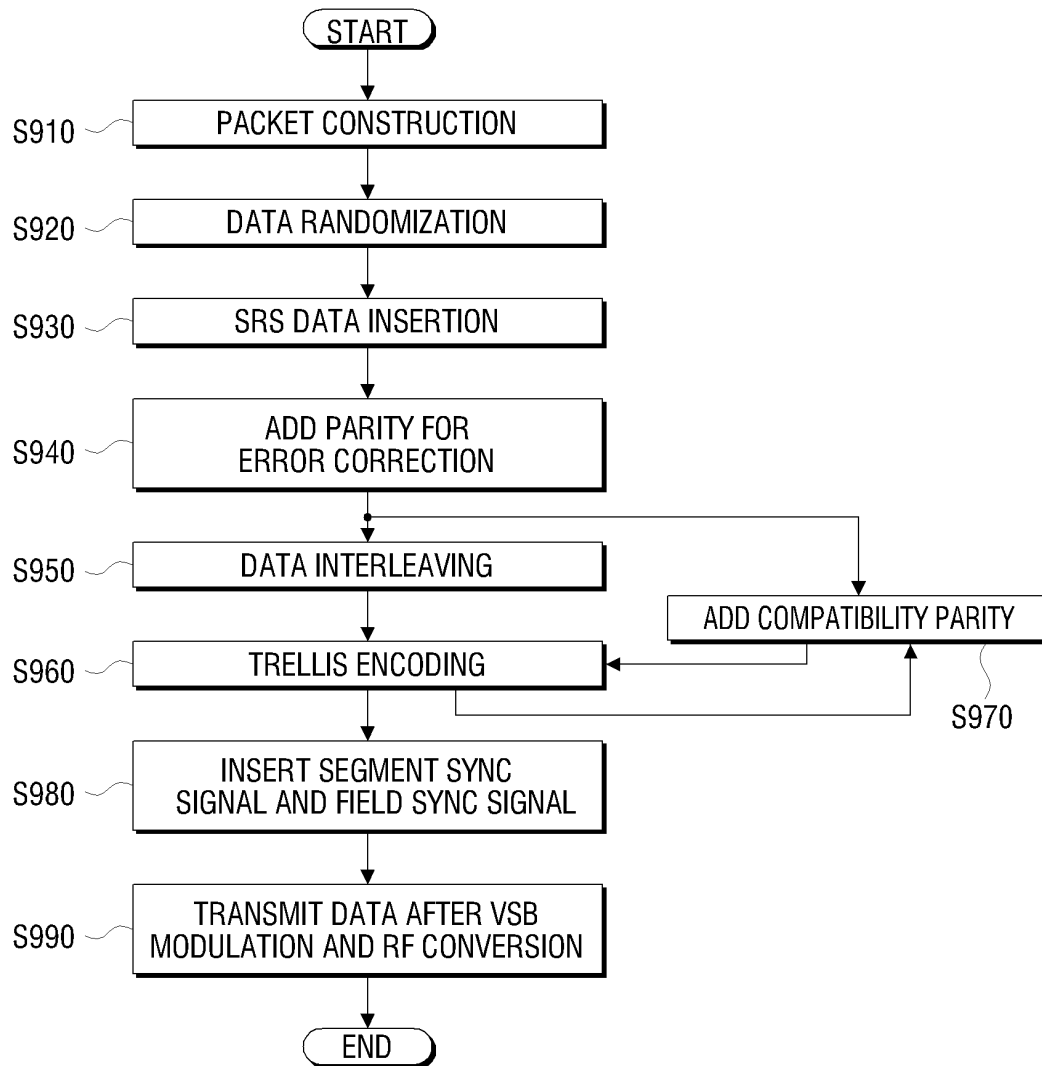 START
S910
PACKET CONSTRUCTION
S920
DATA RANDOMIZATION
S930
SRS DATA INSERTION
S940
ADD PARITY FOR
ERROR CORRECTION
S950
DATA INTERLEAVING
ADD COMPATIBILITY PARITY
S960
TRELLIS ENCODING
S970
S980
INSERT SEGMENT SYNC
SIGNAL AND FIELD SYNC SIGNAL
S990
TRANSMIT DATA AFTER VSB
MODULATION AND RF CONVERSION
END